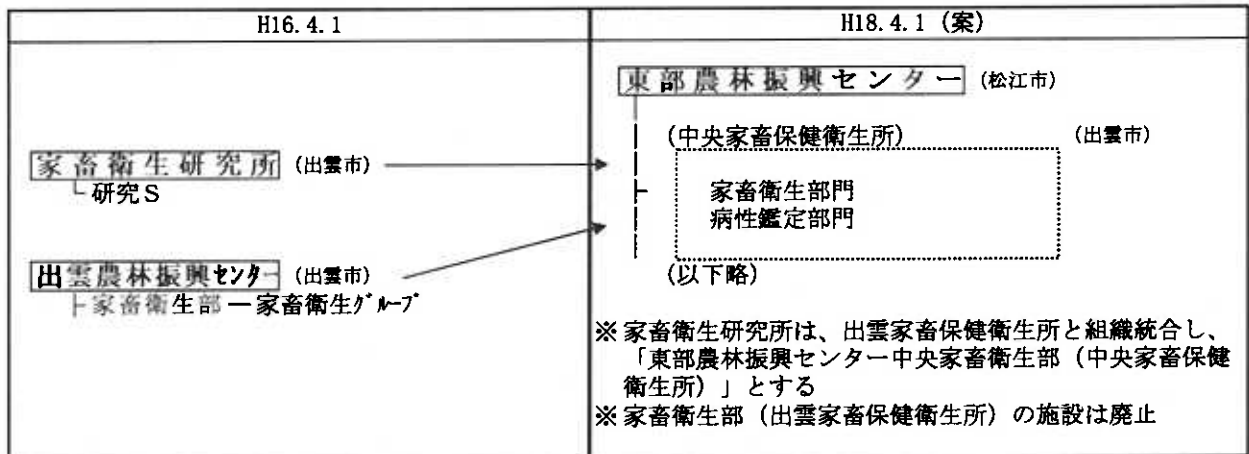 H16.4.1
家畜衛生研究所 (出雲市)
└ 研究S
出雲農林振興ｾﾝﾀｰ (出雲市)
├ 家畜衛生部 ― 家畜衛生ｸﾞﾙｰﾌﾟ
H18.4.1 (案)
東部農林振興センター (松江市)
(中央家畜保健衛生所) (出雲市)
家畜衛生部門
病性鑑定部門
(以下略)
※ 家畜衛生研究所は、出雲家畜保健衛生所と組織統合し、
「東部農林振興センター中央家畜衛生部（中央家畜保健
衛生所）」とする
※ 家畜衛生部（出雲家畜保健衛生所）の施設は廃止